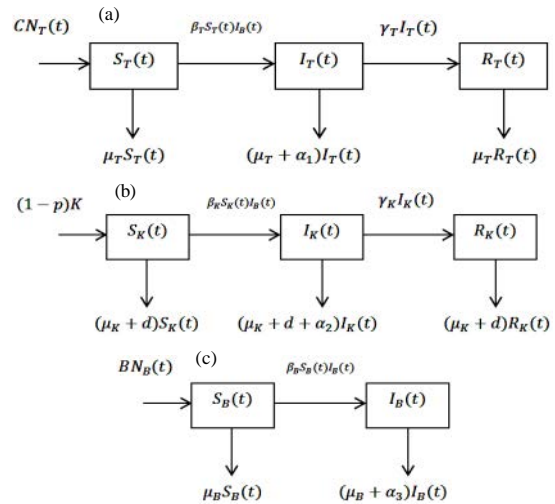 (a)
CN_T(t) β_T S_T(t)I_B(t) γ_T I_T(t)
S_T(t) I_T(t) R_T(t)
μ_T S_T(t) (μ_T + α_1)I_T(t) μ_T R_T(t)
(b)
(1 − p)K β_K S_K(t)I_B(t) γ_K I_K(t)
S_K(t) I_K(t) R_K(t)
(μ_K + d)S_K(t) (μ_K + d + α_2)I_K(t) (μ_K + d)R_K(t)
(c)
BN_B(t) β_B S_B(t)I_B(t)
S_B(t) I_B(t)
μ_B S_B(t) (μ_B + α_3)I_B(t)